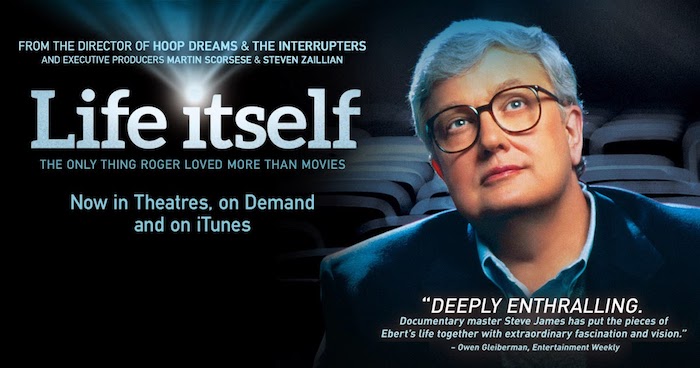 FROM THE DIRECTOR OF HOOP DREAMS & THE INTERRUPTERS
AND EXECUTIVE PRODUCERS MARTIN SCORSESE & STEVEN ZAILLIAN
Life itself
THE ONLY THING ROGER LOVED MORE THAN MOVIES
Now in Theatres, on Demand
and on iTunes
“DEEPLY ENTHRALLING.
Documentary master Steve James has put the pieces of
Ebert's life together with extraordinary fascination and vision.”
– Owen Gleiberman, Entertainment Weekly